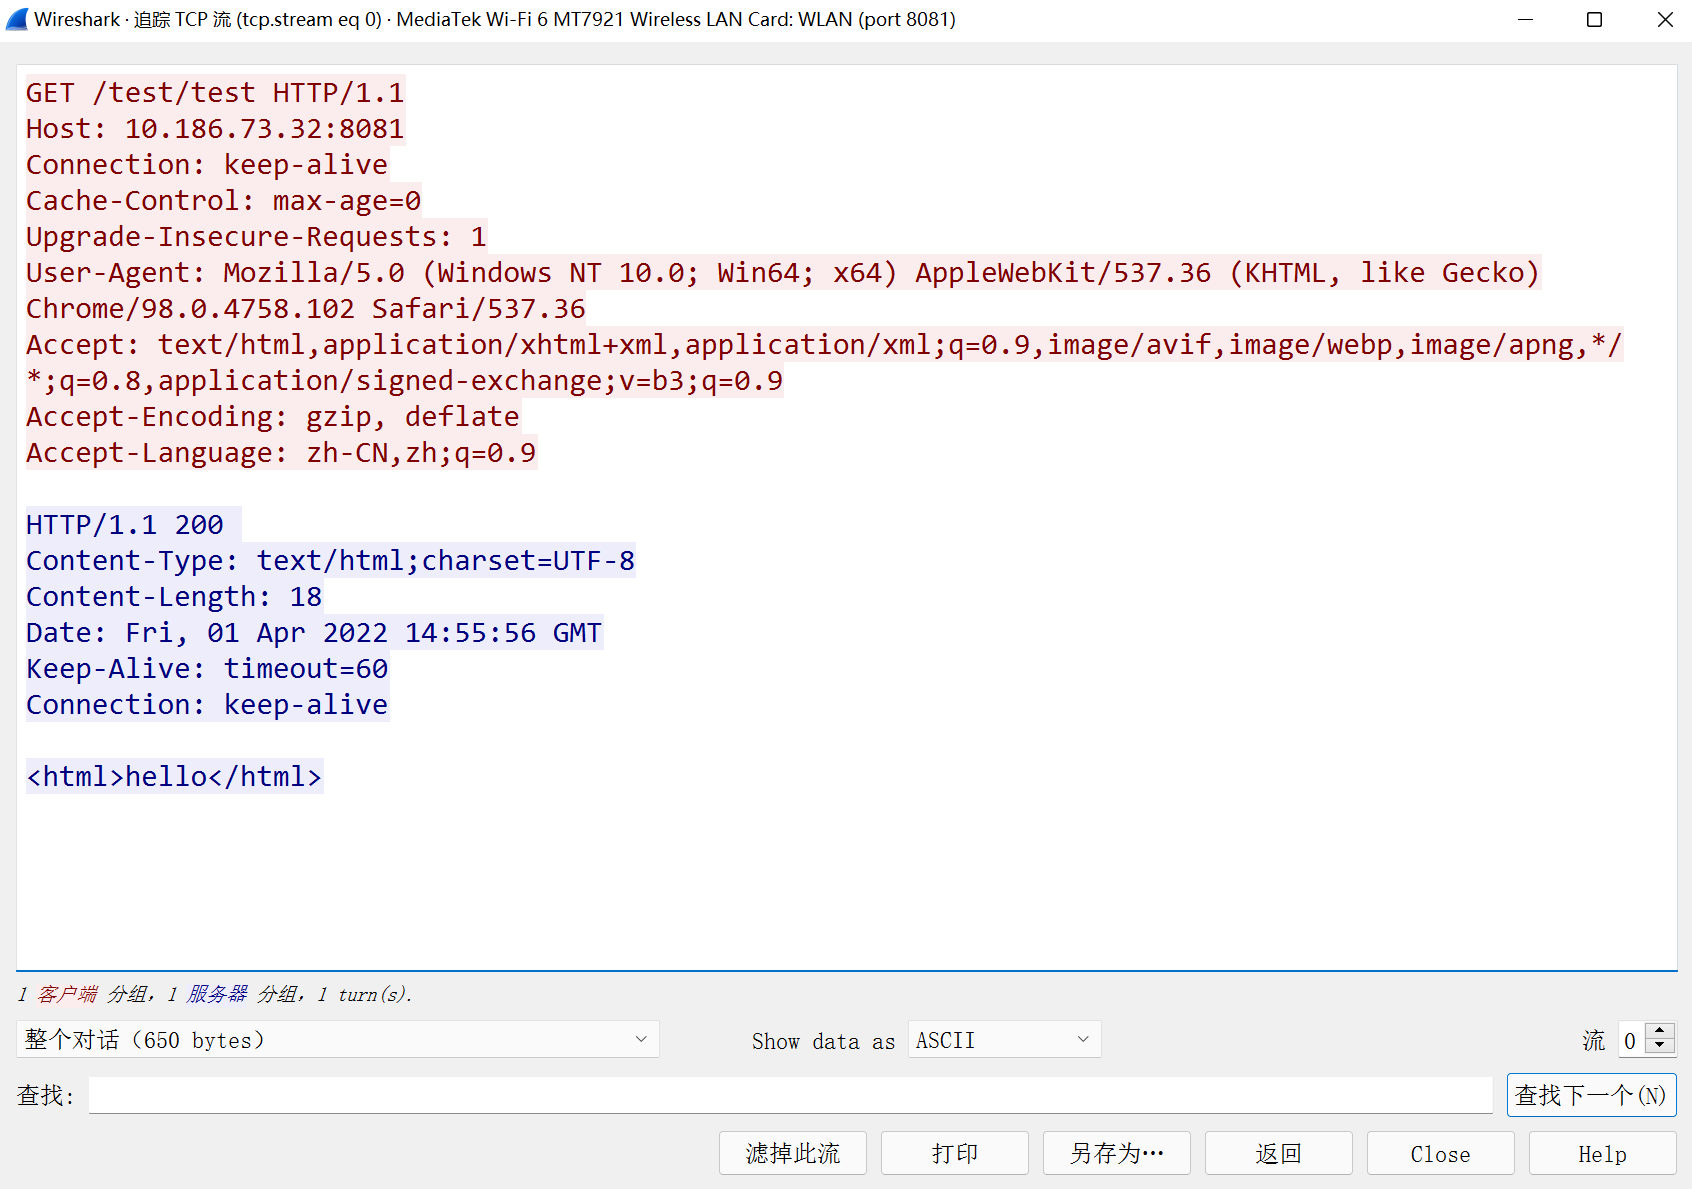 Wireshark · 追踪 TCP 流 (tcp.stream eq 0) · MediaTek Wi-Fi 6 MT7921 Wireless LAN Card: WLAN (port 8081)
GET /test/test HTTP/1.1
Host: 10.186.73.32:8081
Connection: keep-alive
Cache-Control: max-age=0
Upgrade-Insecure-Requests: 1
User-Agent: Mozilla/5.0 (Windows NT 10.0; Win64; x64) AppleWebKit/537.36 (KHTML, like Gecko)
Chrome/98.0.4758.102 Safari/537.36
Accept: text/html,application/xhtml+xml,application/xml;q=0.9,image/avif,image/webp,image/apng,*/
*;q=0.8,application/signed-exchange;v=b3;q=0.9
Accept-Encoding: gzip, deflate
Accept-Language: zh-CN,zh;q=0.9
HTTP/1.1 200
Content-Type: text/html;charset=UTF-8
Content-Length: 18
Date: Fri, 01 Apr 2022 14:55:56 GMT
Keep-Alive: timeout=60
Connection: keep-alive
<html>hello</html>
1 客户端 分组，1 服务器 分组，1 turn(s).
整个对话（650 bytes） Show data as ASCII 流 0
查找: 查找下一个(N)
滤掉此流 打印 另存为… 返回 Close Help